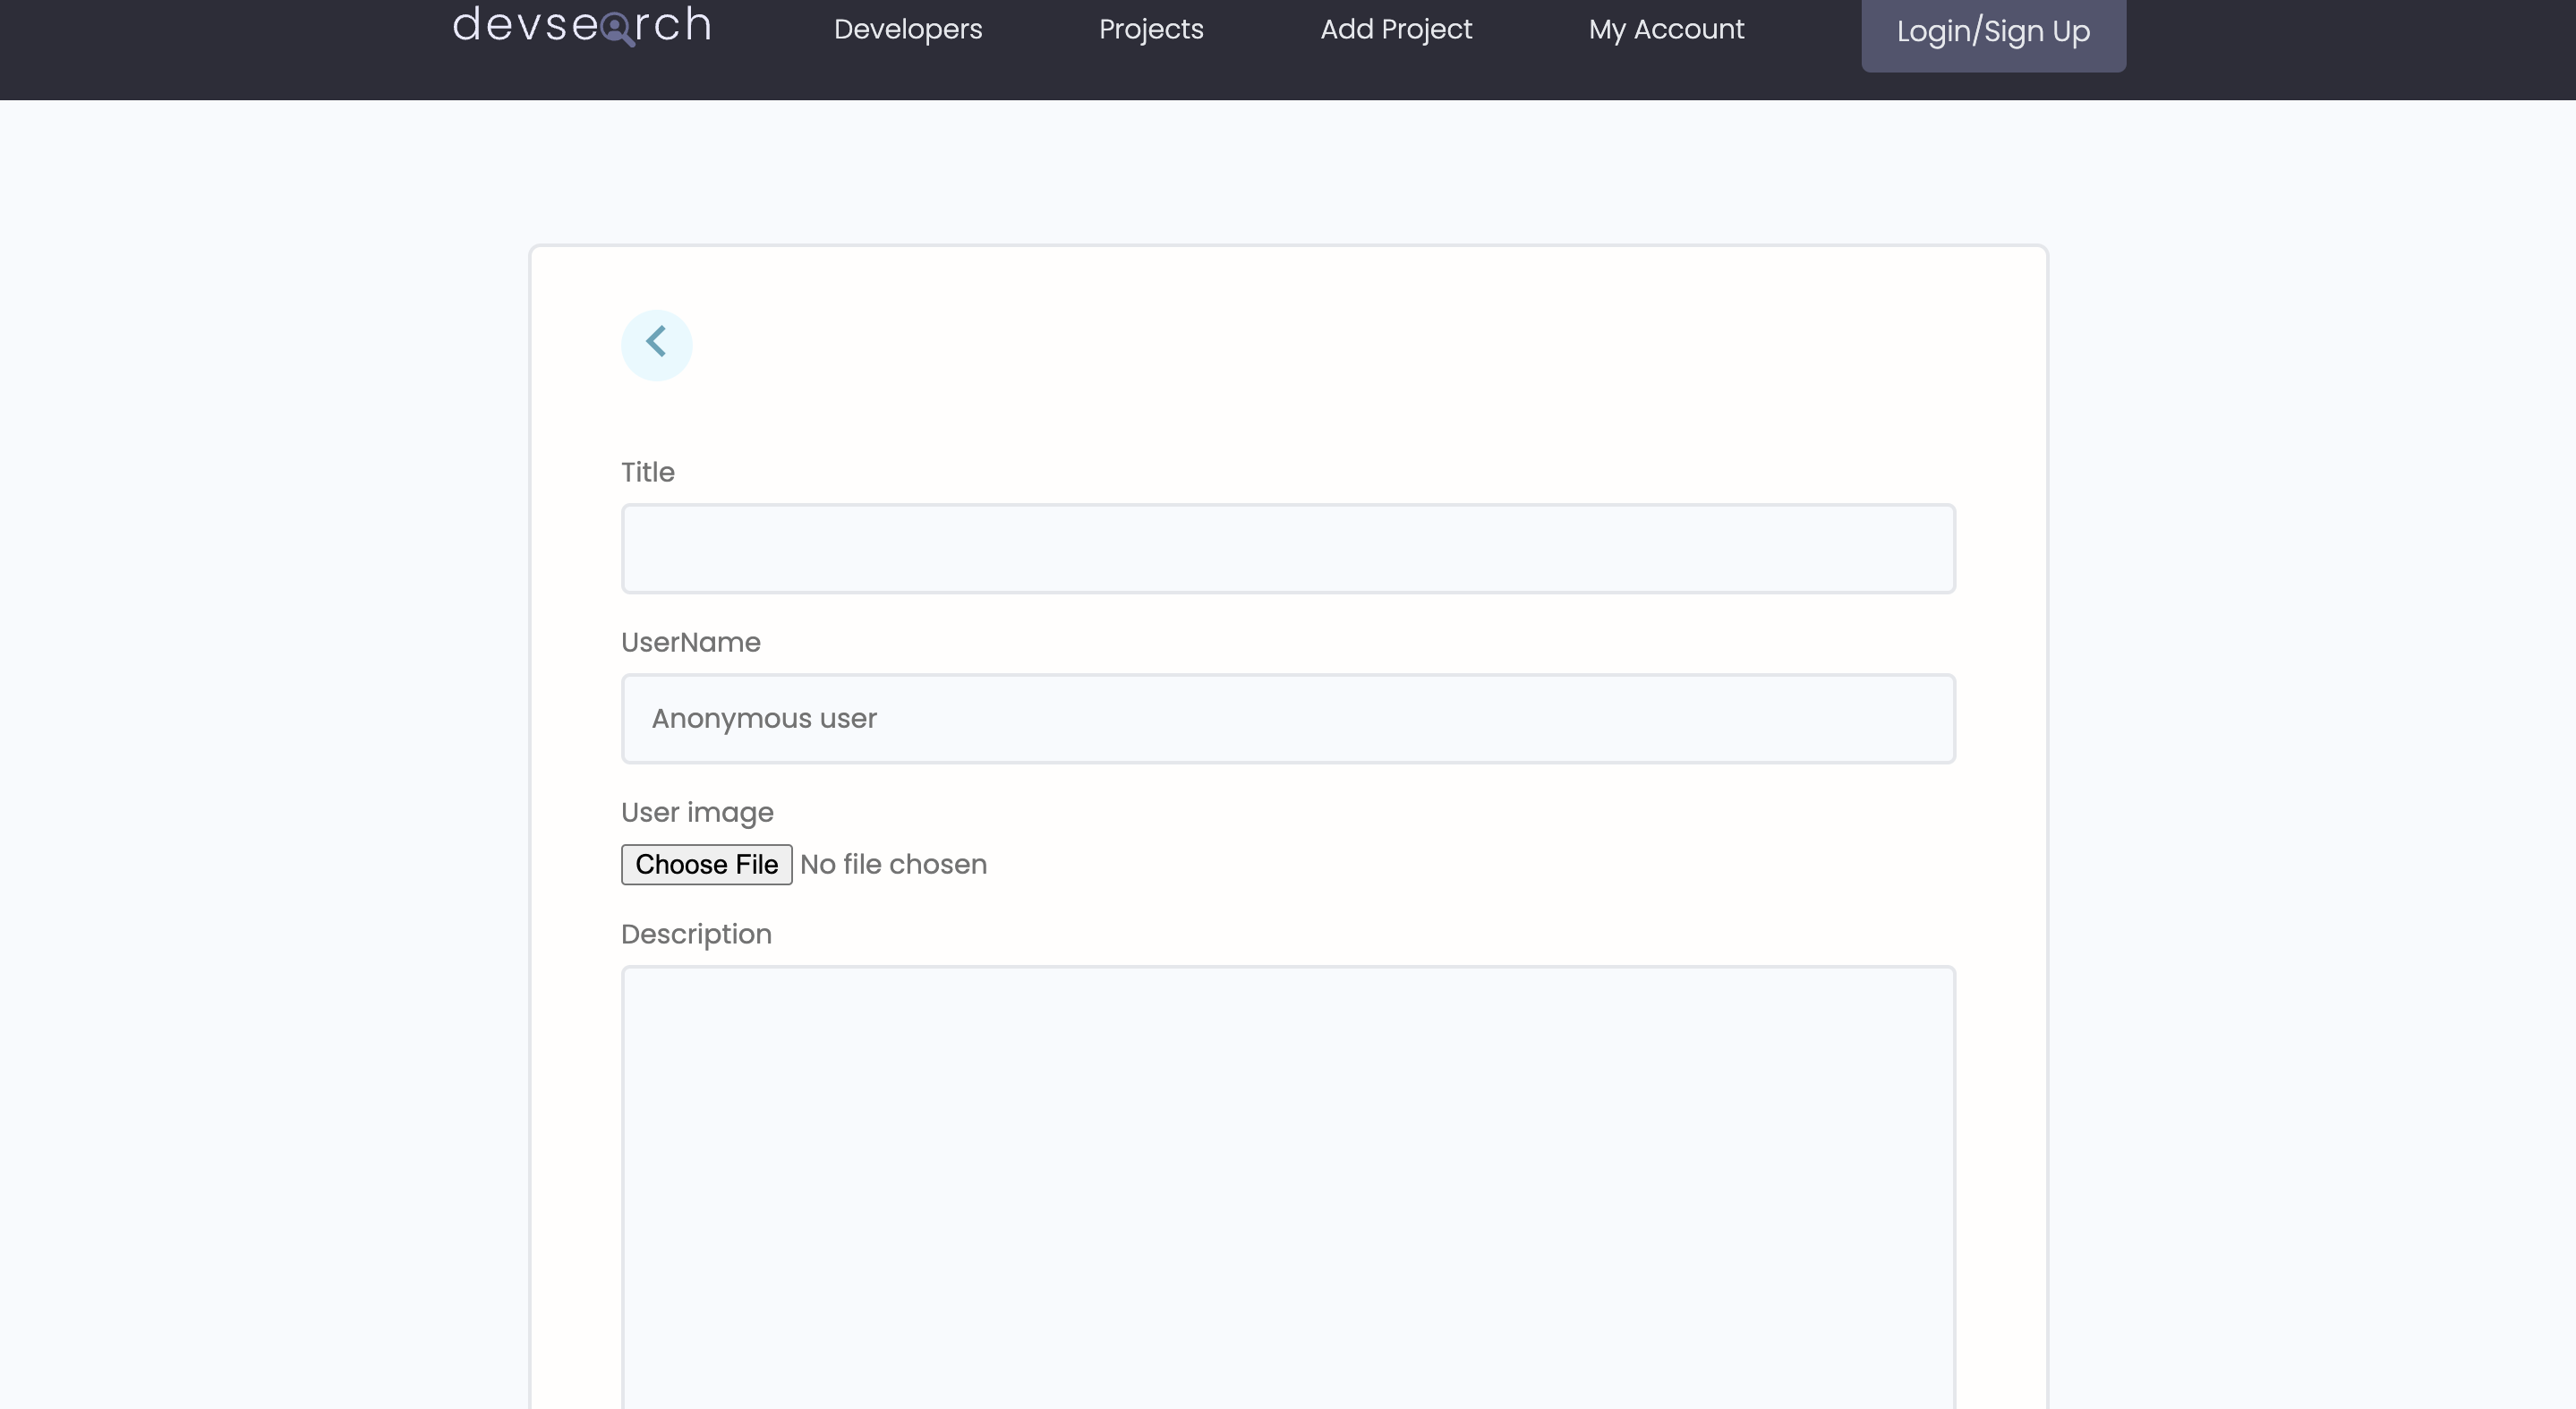 devsearch Developers Projects Add Project My Account Login/Sign Up
Title
UserName
Anonymous user
User image
Choose File No file chosen
Description